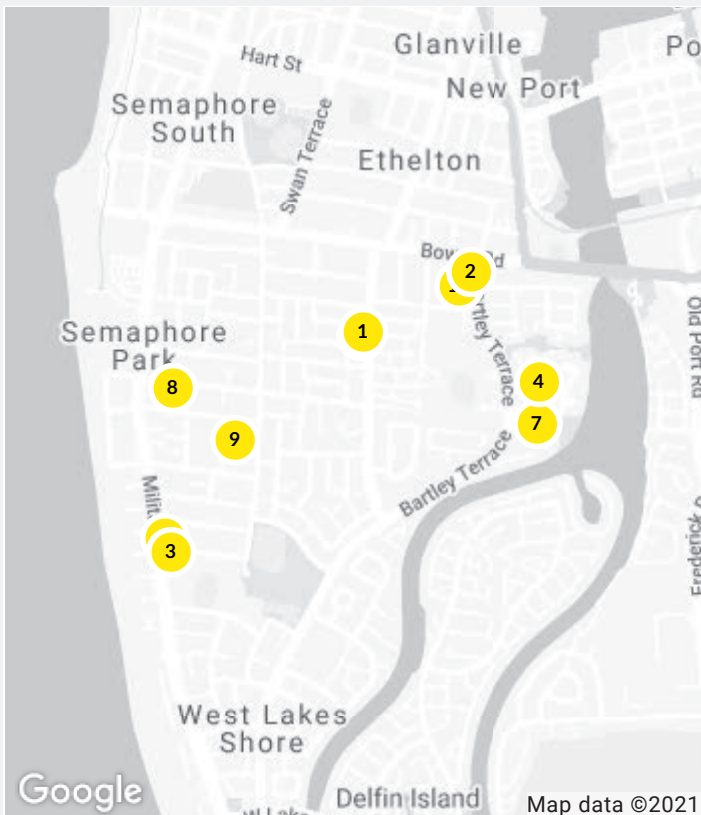 Glanville
Po
Hart St
New Port
Semaphore
South
Swan Terrace
Ethelton
Rd
2
Bartley Terrace
Old Port Rd
1
Semaphore
Park
8
4
7
9
Bartley Terrace
Milit
3
Frederick
West Lakes
Shore
Delfin Island
Google
Map data ©2021